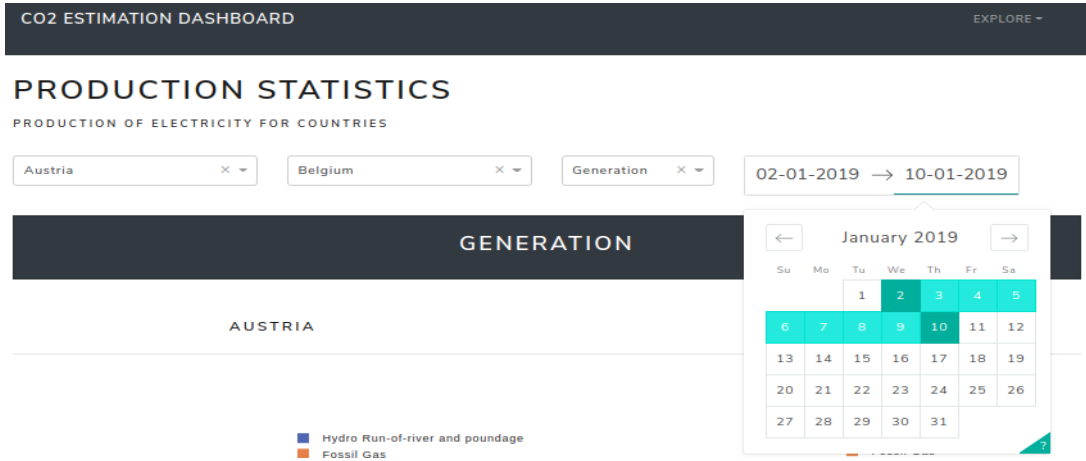 CO2 ESTIMATION DASHBOARD EXPLORE
PRODUCTION STATISTICS
PRODUCTION OF ELECTRICITY FOR COUNTRIES
Austria × Belgium × Generation × 02-01-2019 → 10-01-2019
GENERATION
← January 2019 →
Su Mo Tu We Th Fr Sa
1 2 3 4 5
6 7 8 9 10 11 12
13 14 15 16 17 18 19
20 21 22 23 24 25 26
27 28 29 30 31
?
AUSTRIA
Hydro Run-of-river and poundage
Fossil Gas